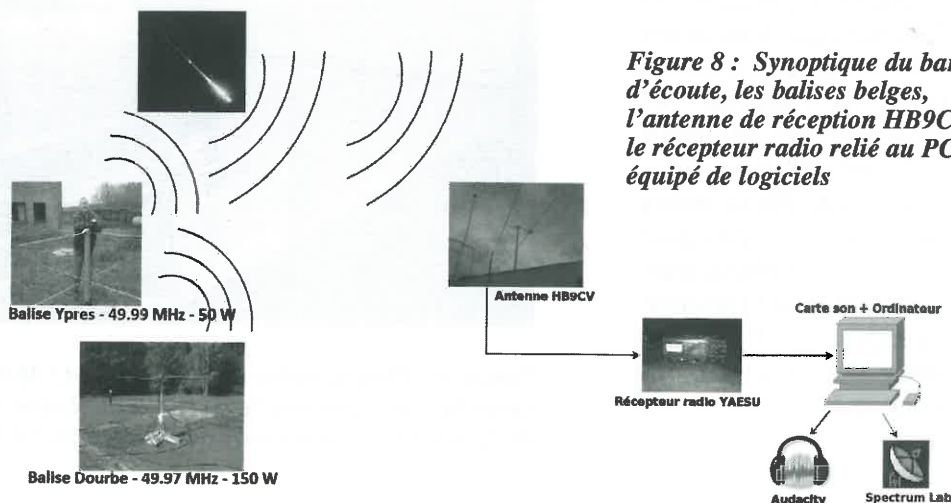 Figure 8 : Synoptique du
d'écoute, les balises belges,
l'antenne de réception
le récepteur radio relié au PC
équipé de logiciels
Balise Ypres - 49.99 MHz - 50 W
Antenne HB9CV
Carte son + Ordinateur
Récepteur radio YAESU
Balise Dourbe - 49.97 MHz - 150 W
Audacity
Spectrum Lab